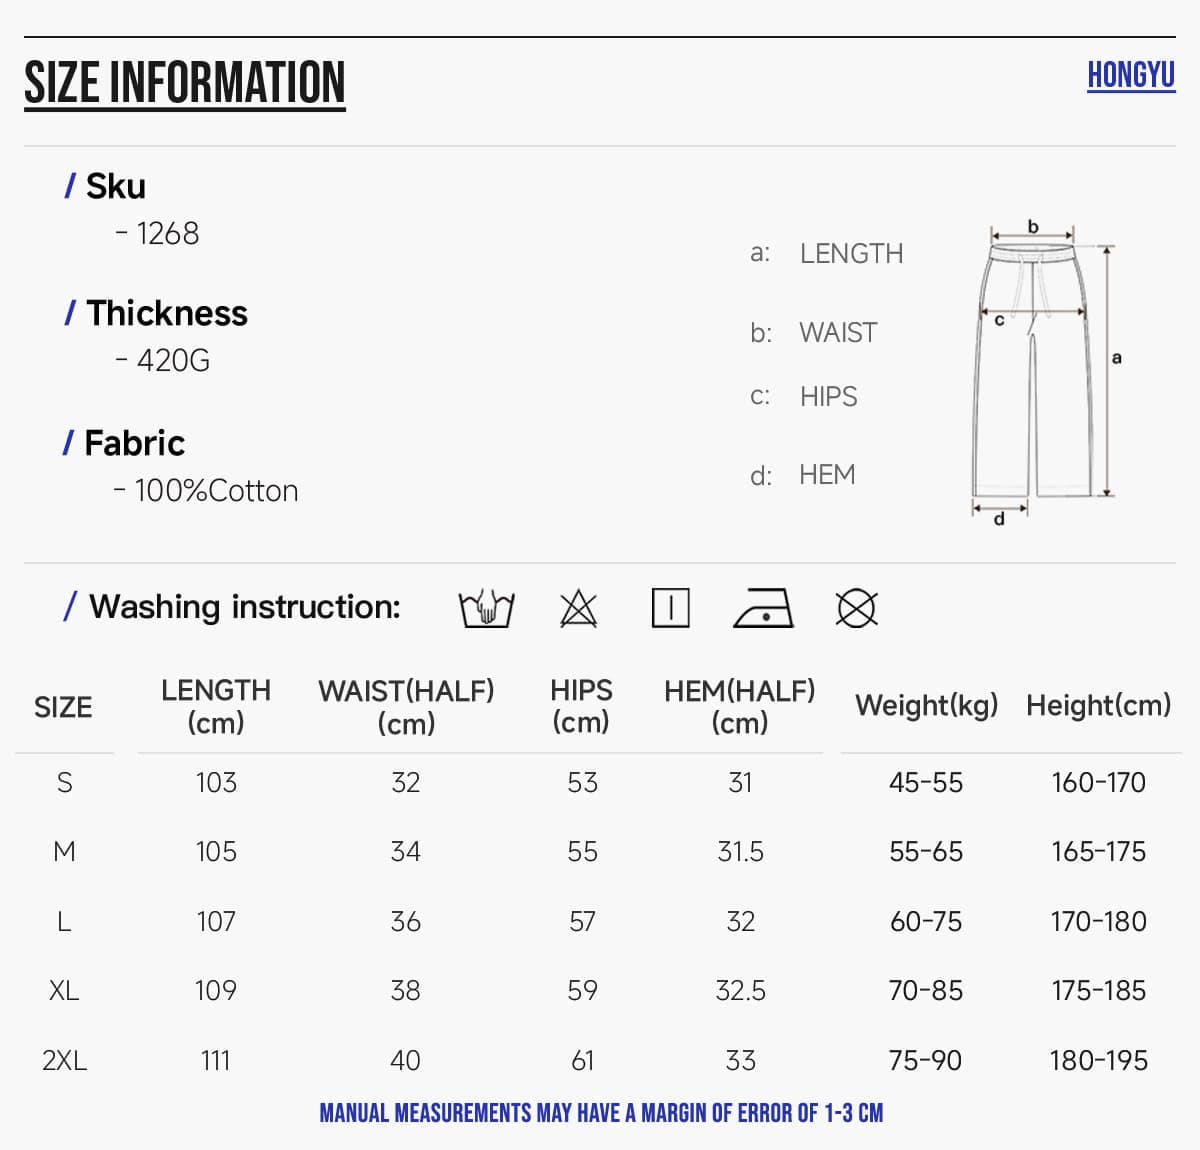 SIZE INFORMATION
HONGYU
/ Sku
- 1268
/ Thickness
- 420G
/ Fabric
- 100%Cotton
a: LENGTH
b: WAIST
c: HIPS
d: HEM
b
c
a
d
/ Washing instruction:
SIZE LENGTH (cm) WAIST(HALF) (cm) HIPS (cm) HEM(HALF) (cm) Weight(kg) Height(cm)
S 103 32 53 31 45-55 160-170
M 105 34 55 31.5 55-65 165-175
L 107 36 57 32 60-75 170-180
XL 109 38 59 32.5 70-85 175-185
2XL 111 40 61 33 75-90 180-195
MANUAL MEASUREMENTS MAY HAVE A MARGIN OF ERROR OF 1-3 CM